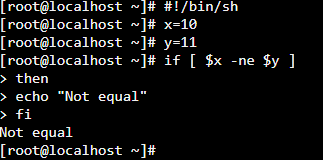 [root@localhost ~]# #!/bin/sh
[root@localhost ~]# x=10
[root@localhost ~]# y=11
[root@localhost ~]# if [ $x -ne $y ]
> then
> echo "Not equal"
> fi
Not equal
[root@localhost ~]#